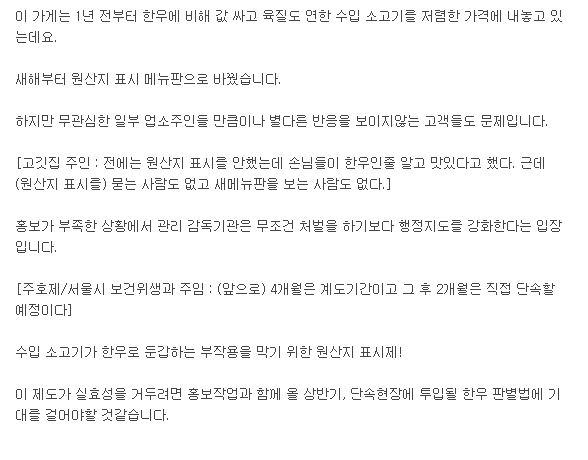 이 가게는 1년 전부터 한우에 비해 값 싸고 육질도 연한 수입 소고기를 저렴한 가격에 내놓고 있
는데요.
새해부터 원산지 표시 메뉴판으로 바꿨습니다.
하지만 무관심한 일부 업소주인들 만큼이나 별다른 반응을 보이지않는 고객들도 문제입니다.
[고깃집 주인 : 전에는 원산지 표시를 안했는데 손님들이 한우인줄 알고 맛있다고 했다. 근데
(원산지 표시를) 묻는 사람도 없고 새메뉴판을 보는 사람도 없다.]
홍보가 부족한 상황에서 관리 감독기관은 무조건 처벌을 하기보다 행정지도를 강화한다는 입장
입니다.
[주호제/서울시 보건위생과 주임 : (앞으로) 4개월은 계도기간이고 그 후 2개월은 직접 단속할
예정이다]
수입 소고기가 한우로 둔갑하는 부작용을 막기 위한 원산지 표시제!
이 제도가 실효성을 거두려면 홍보작업과 함께 올 상반기, 단속현장에 투입될 한우 판별법에 기
대를 걸어야할 것같습니다.